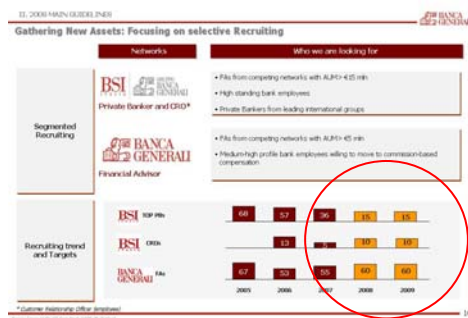 II. 2008 MAIN GUIDELINES
BANCA
GENERALI
Gathering New Assets: Focusing on selective Recruiting
Networks
Who we are looking for
Segmented
Recruiting
BSI
Private Banker and CRO*
• FAs from competing networks with AUM> €15 mln
• High standing bank employees
• Private Bankers from leading international groups
BANCA
GENERALI
Financial Advisor
• FAs from competing networks with AUM> €5 mln
• Medium-high profile bank employees willing to move to commission-based
compensation
Recruiting trend
and Targets
BSI TOP PBs 68 57 36 15 15
BSI CROs 13 5 10 10
BANCA
GENERALI FAs 67 53 55 60 60
2005 2006 2007 2008 2009
* Customer Relationship Officer (employees)